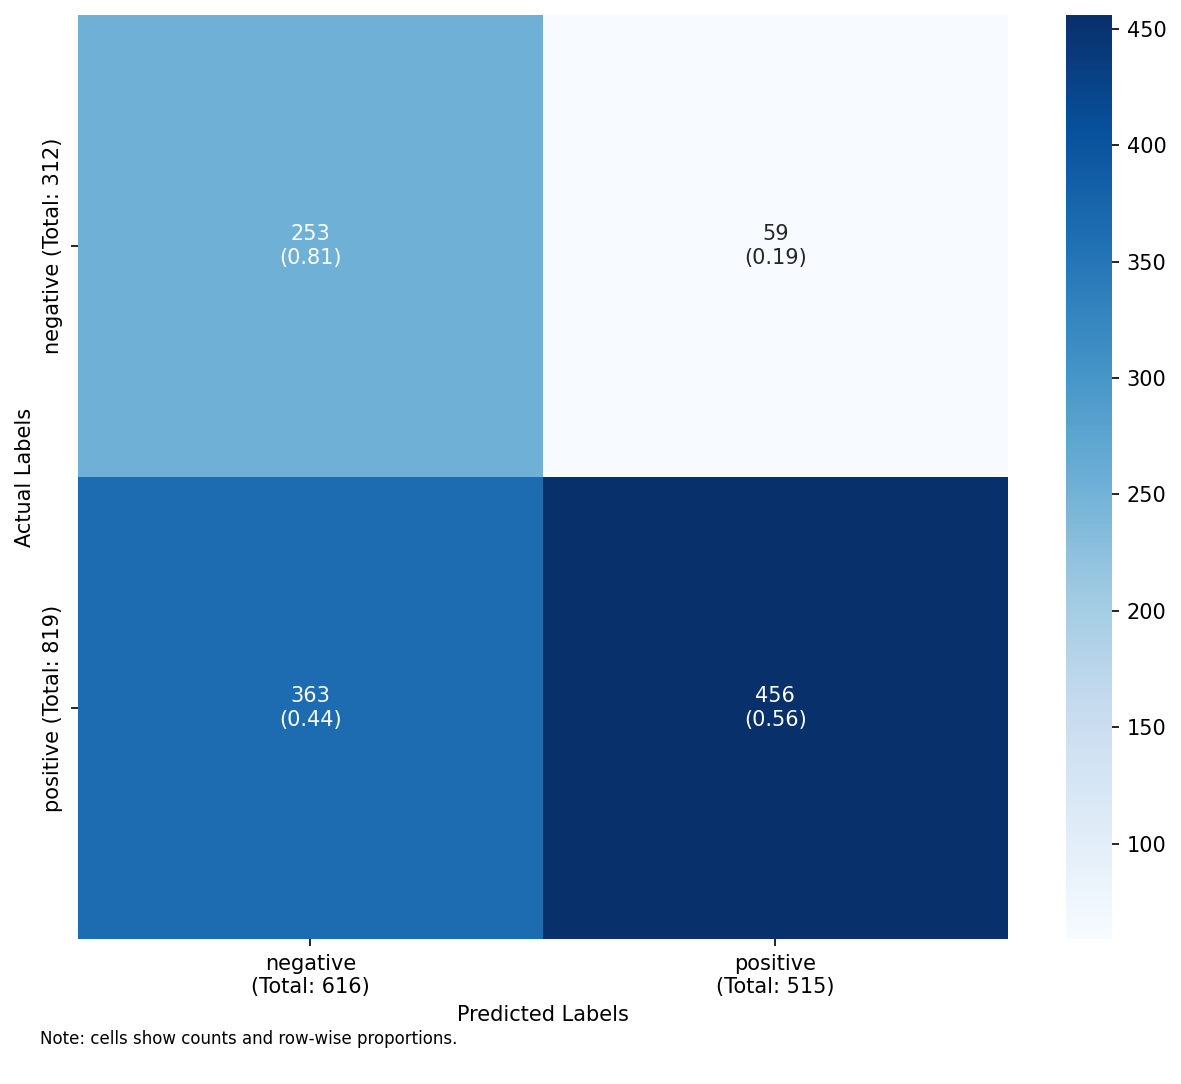 negative (Total: 312)
253
(0.81)
59
(0.19)
Actual Labels
positive (Total: 819)
363
(0.44)
456
(0.56)
negative
(Total: 616)
positive
(Total: 515)
Predicted Labels
Note: cells show counts and row-wise proportions.
450
400
350
300
250
200
150
100